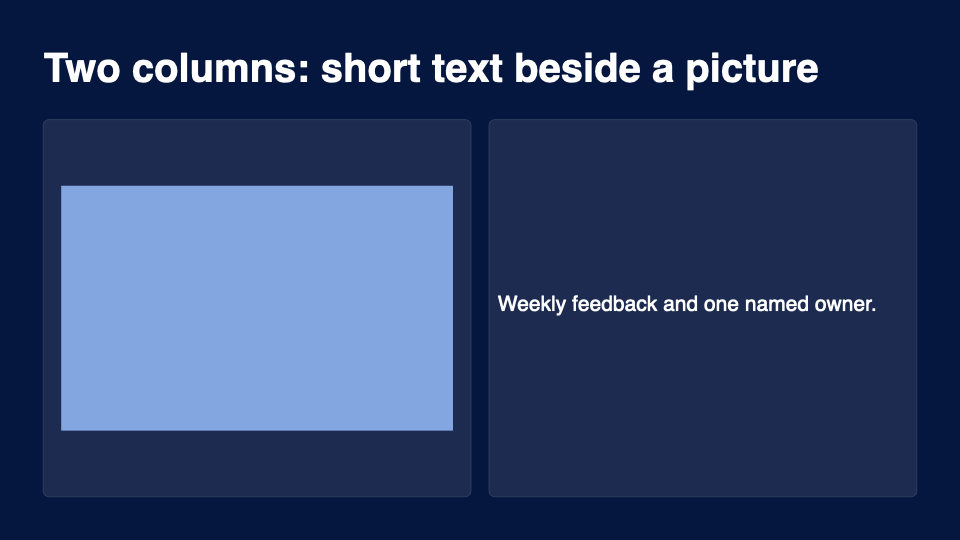 Two columns: short text beside a picture
Weekly feedback and one named owner.